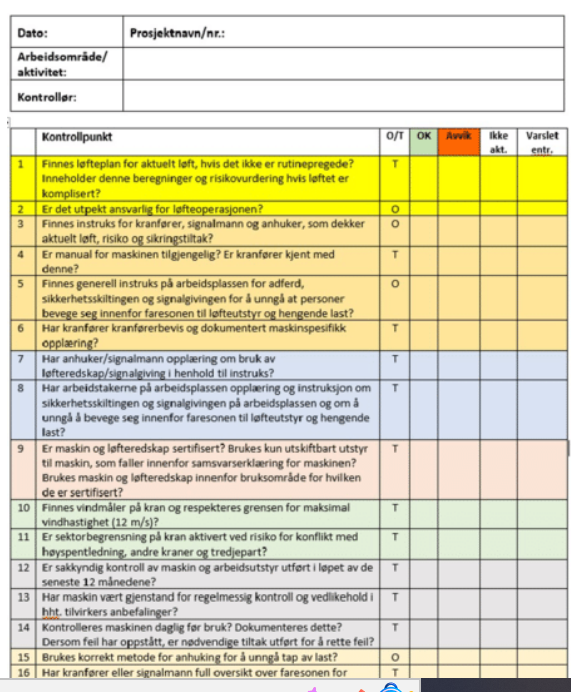 Dato: Prosjektnavn/nr.:
Arbeidsområde/
aktivitet:
Kontrollør:
Kontrollpunkt O/T OK Avvik Ikke akt. Varslet entr.
1 Finnes løfteplan for aktuelt løft, hvis det ikke er rutinepregede? T
Inneholder denne beregninger og risikovurdering hvis løftet er
komplisert?
2 Er det utpekt ansvarlig for løfteoperasjonen? O
3 Finnes instruks for kranfører, signalmann og anhuker, som dekker O
aktuelt løft, risiko og sikringstiltak?
4 Er manual for maskinen tilgjengelig? Er kranfører kjent med T
denne?
5 Finnes generell instruks på arbeidsplassen for adferd, O
sikkerhetsskiltingen og signalgivingen for å unngå at personer
bevege seg innenfor faresonen til løfteutstyr og hengende last?
6 Har kranfører kranførerbevis og dokumentert maskinspesifikk T
opplæring?
7 Har anhuker/signalmann opplæring om bruk av T
løfteredskap/signalgiving i henhold til instruks?
8 Har arbeidstakerne på arbeidsplassen opplæring og instruksjon om T
sikkerhetsskiltingen og signalgivingen på arbeidsplassen og om å
unngå å bevege seg innenfor faresonen til løfteutstyr og hengende
last?
9 Er maskin og løfteredskap sertifisert? Brukes kun utskiftbart utstyr T
til maskin, som faller innenfor samsvarserklæring for maskinen?
Brukes maskin og løfteredskap innenfor bruksområde for hvilken
de er sertifisert?
10 Finnes vindmåler på kran og respekteres grensen for maksimal T
vindhastighet (12 m/s)?
11 Er sektorbegrensning på kran aktivert ved risiko for konflikt med T
høyspentledning, andre kraner og tredjepart?
12 Er sakkyndig kontroll av maskin og arbeidsutstyr utført i løpet av de T
seneste 12 månedene?
13 Har maskin vært gjenstand for regelmessig kontroll og vedlikehold i T
hht. tilvirkers anbefalinger?
14 Kontrolleres maskinen daglig før bruk? Dokumenteres dette? T
Dersom feil har oppstått, er nødvendige tiltak utført for å rette feil?
15 Brukes korrekt metode for anhuking for å unngå tap av last? O
16 Har kranfører eller signalmann full oversikt over faresonen for T